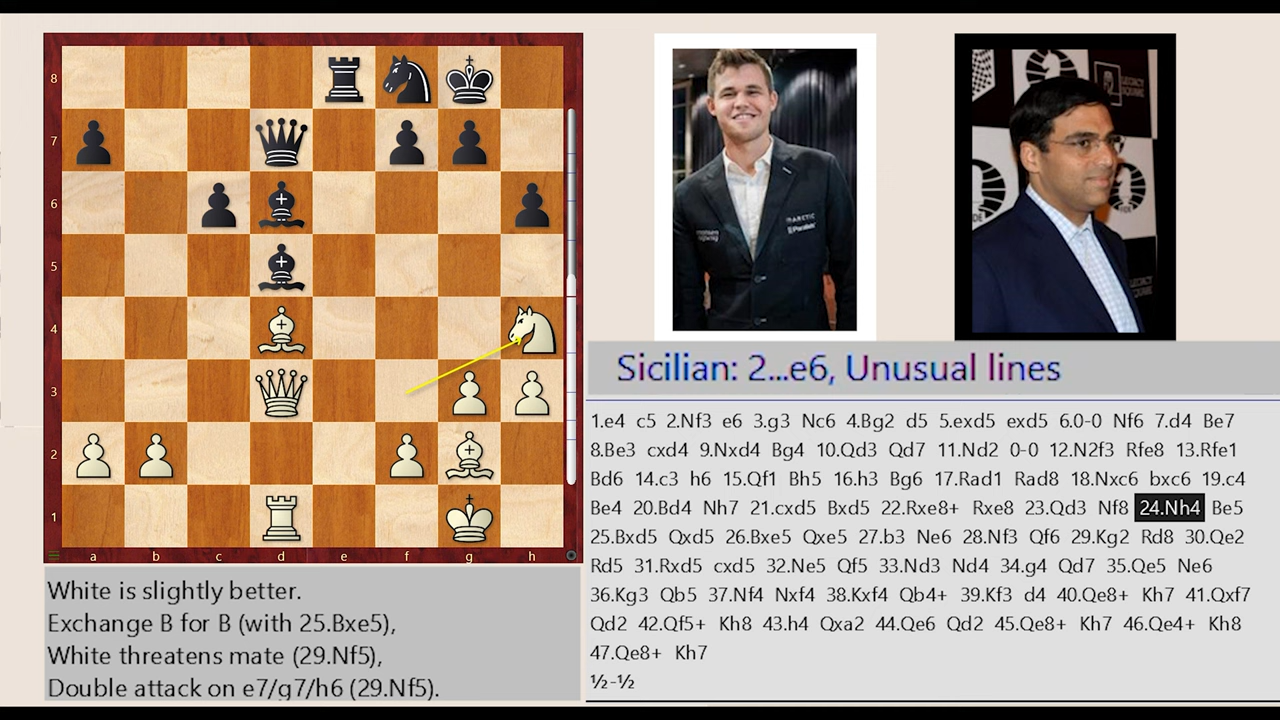 8
7
6
5
4
3
2
1
a b c d e f g h
White is slightly better.
Exchange B for B (with 25.Bxe5),
White threatens mate (29.Nf5),
Double attack on e7/g7/h6 (29.Nf5).
ARCTIC
LEGACY SQUARE
Sicilian: 2...e6, Unusual lines
1.e4 c5 2.Nf3 e6 3.g3 Nc6 4.Bg2 d5 5.exd5 exd5 6.0-0 Nf6 7.d4 Be7
8.Be3 cxd4 9.Nxd4 Bg4 10.Qd3 Qd7 11.Nd2 0-0 12.N2f3 Rfe8 13.Rfe1
Bd6 14.c3 h6 15.Qf1 Bh5 16.h3 Bg6 17.Rad1 Rad8 18.Nxc6 bxc6 19.c4
Be4 20.Bd4 Nh7 21.cxd5 Bxd5 22.Rxe8+ Rxe8 23.Qd3 Nf8 24.Nh4 Be5
25.Bxd5 Qxd5 26.Bxe5 Qxe5 27.b3 Ne6 28.Nf3 Qf6 29.Kg2 Rd8 30.Qe2
Rd5 31.Rxd5 cxd5 32.Ne5 Qf5 33.Nd3 Nd4 34.g4 Qd7 35.Qe5 Ne6
36.Kg3 Qb5 37.Nf4 Nxf4 38.Kxf4 Qb4+ 39.Kf3 d4 40.Qe8+ Kh7 41.Qxf7
Qd2 42.Qf5+ Kh8 43.h4 Qxa2 44.Qe6 Qd2 45.Qe8+ Kh7 46.Qe4+ Kh8
47.Qe8+ Kh7
½-½